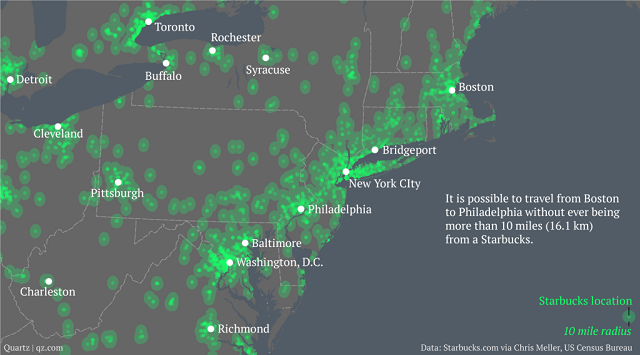 Toronto
Rochester
Buffalo
Syracuse
Detroit
Boston
Cleveland
Bridgeport
Pittsburgh
New York CIty
Philadelphia
It is possible to travel from Boston
to Philadelphia without ever being
more than 10 miles (16.1 km)
from a Starbucks.
Baltimore
Washington, D.C.
Charleston
Starbucks location
Richmond
10 mile radius
Quartz | qz.com
Data: Starbucks.com via Chris Meller, US Census Bureau